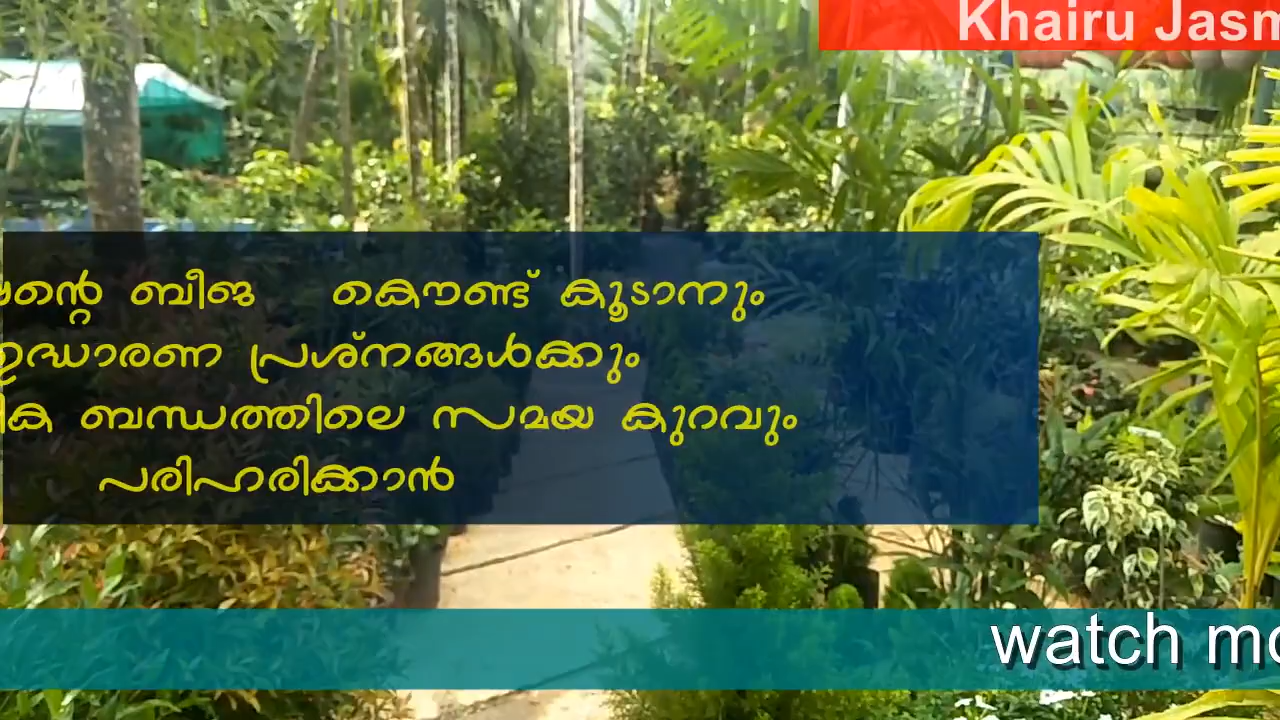 Khairu Jasm
ബീജ കൌണ്ട് കൂടാനും
ഉദ്ധാരണ പ്രശ്നങ്ങൾക്കും
ബന്ധത്തിലെ സമയ കുറവും
പരിഹരിക്കാൻ
watch mo